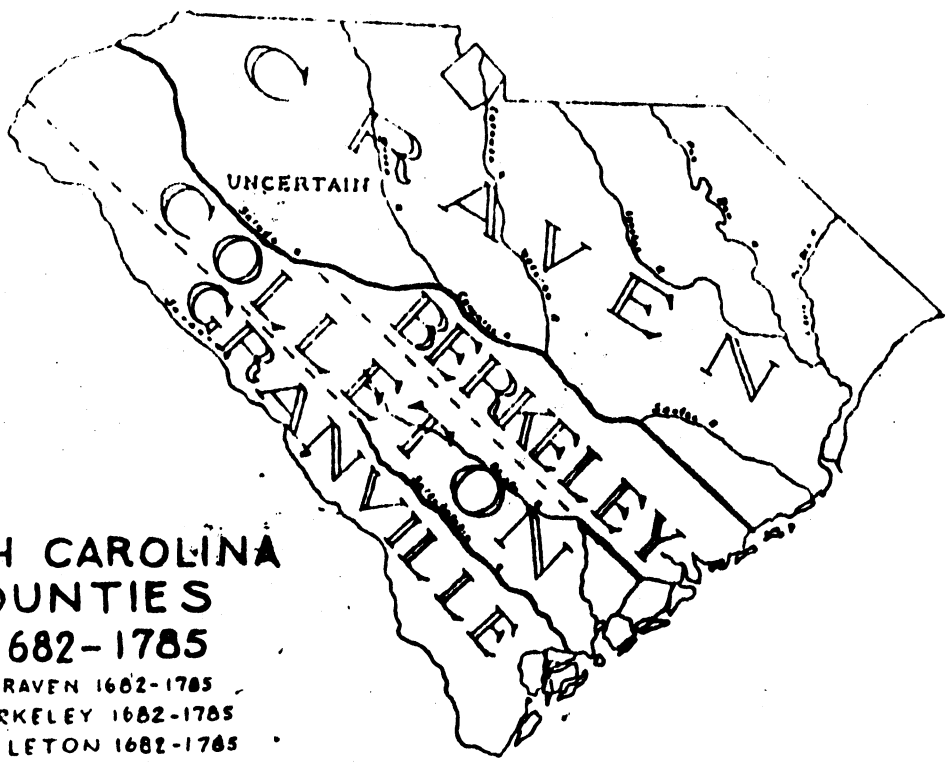 CRAVEN
UNCERTAIN
COLLETON
BERKELEY
GRANVILLE
H CAROLINA
OUNTIES
682-1785
RAVEN 1682-1785
RKELEY 1682-1785
LETON 1682-1785